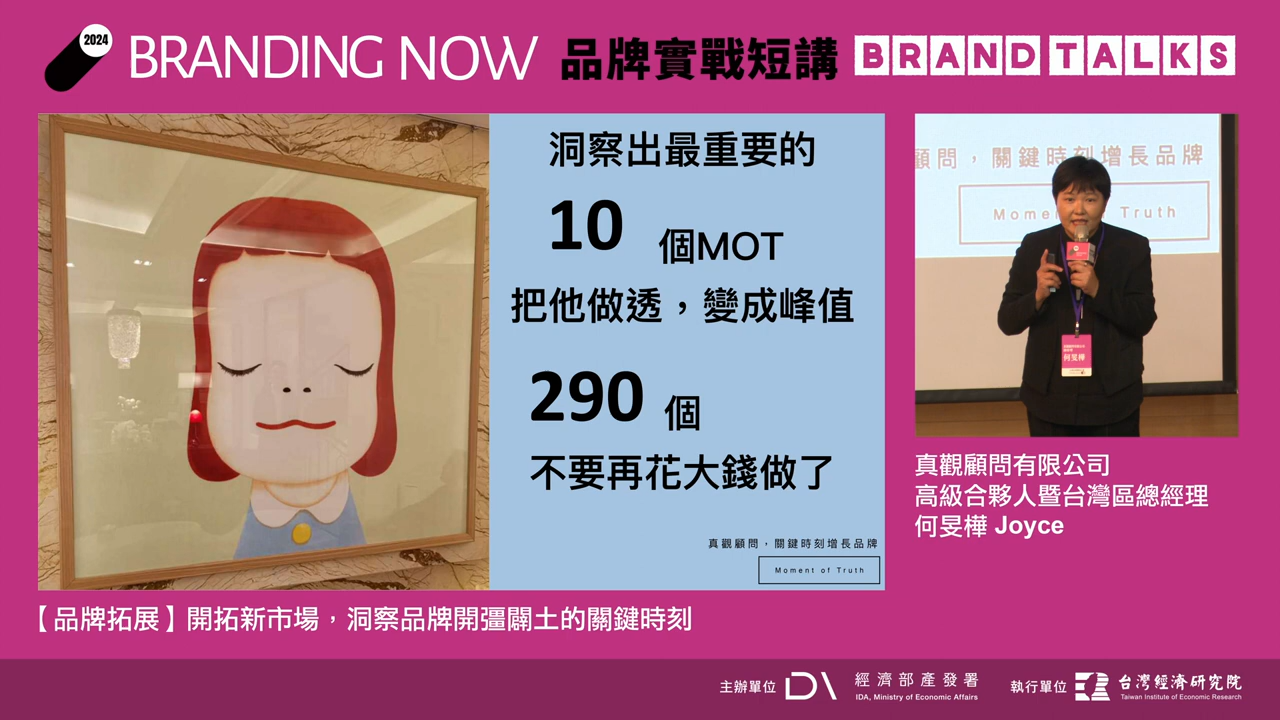 2024
BRANDING NOW 品牌實戰短講 BRAND TALKS
洞察出最重要的
10 個MOT
把他做透，變成峰值
290 個
不要再花大錢做了
真觀顧問，關鍵時刻增長品牌
Moment of Truth
顧問，關鍵時刻增長品牌
Momen Truth
何旻樺
真觀顧問有限公司
高級合夥人暨台灣區總經理
何旻樺 Joyce
【品牌拓展】開拓新市場，洞察品牌開彊闢土的關鍵時刻
主辦單位 IDA 經濟部產發署
IDA, Ministry of Economic Affairs
執行單位 台灣經濟研究院
Taiwan Institute of Economic Research